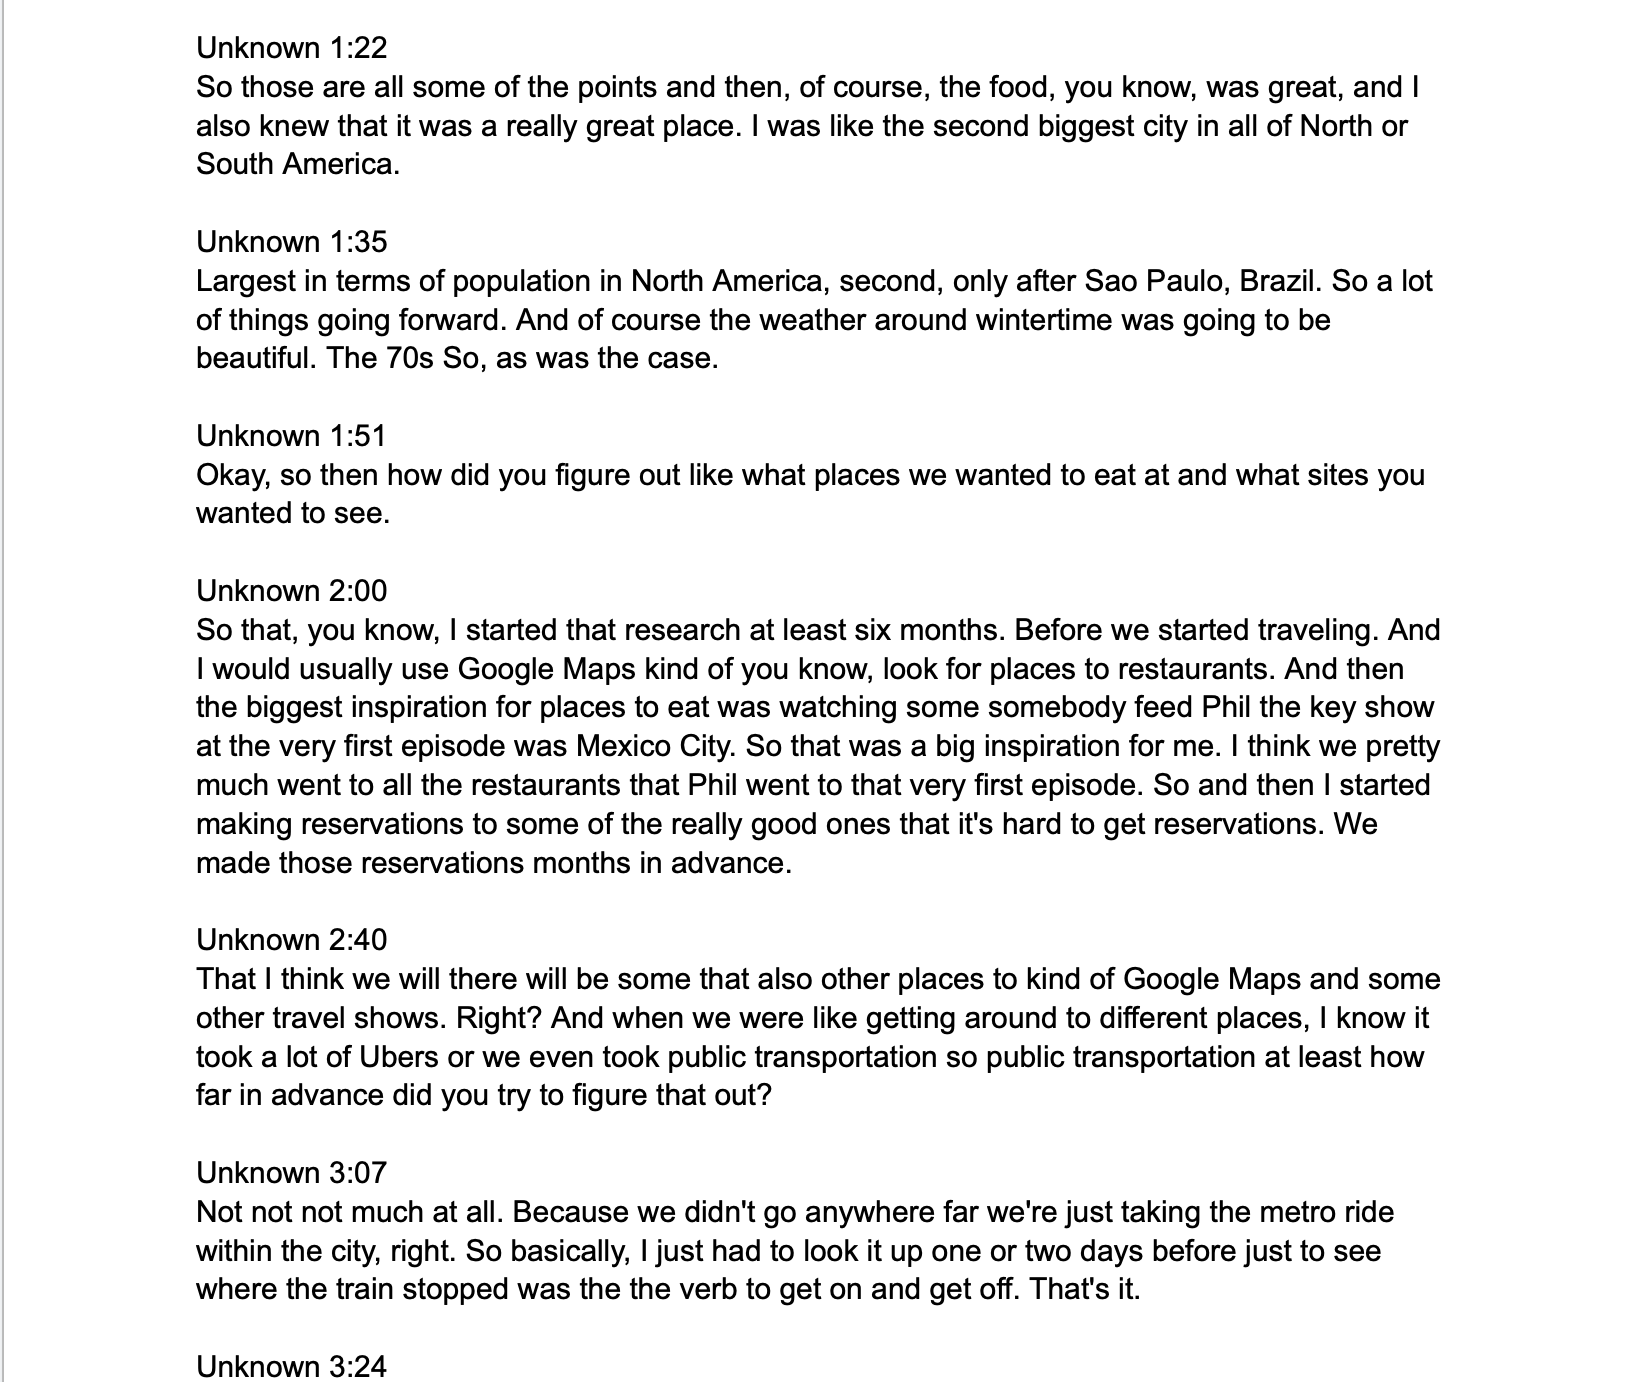 Unknown 1:22
So those are all some of the points and then, of course, the food, you know, was great, and I
also knew that it was a really great place. I was like the second biggest city in all of North or
South America.
Unknown 1:35
Largest in terms of population in North America, second, only after Sao Paulo, Brazil. So a lot
of things going forward. And of course the weather around wintertime was going to be
beautiful. The 70s So, as was the case.
Unknown 1:51
Okay, so then how did you figure out like what places we wanted to eat at and what sites you
wanted to see.
Unknown 2:00
So that, you know, I started that research at least six months. Before we started traveling. And
I would usually use Google Maps kind of you know, look for places to restaurants. And then
the biggest inspiration for places to eat was watching some somebody feed Phil the key show
at the very first episode was Mexico City. So that was a big inspiration for me. I think we pretty
much went to all the restaurants that Phil went to that very first episode. So and then I started
making reservations to some of the really good ones that it's hard to get reservations. We
made those reservations months in advance.
Unknown 2:40
That I think we will there will be some that also other places to kind of Google Maps and some
other travel shows. Right? And when we were like getting around to different places, I know it
took a lot of Ubers or we even took public transportation so public transportation at least how
far in advance did you try to figure that out?
Unknown 3:07
Not not not much at all. Because we didn't go anywhere far we're just taking the metro ride
within the city, right. So basically, I just had to look it up one or two days before just to see
where the train stopped was the the verb to get on and get off. That's it.
Unknown 3:24